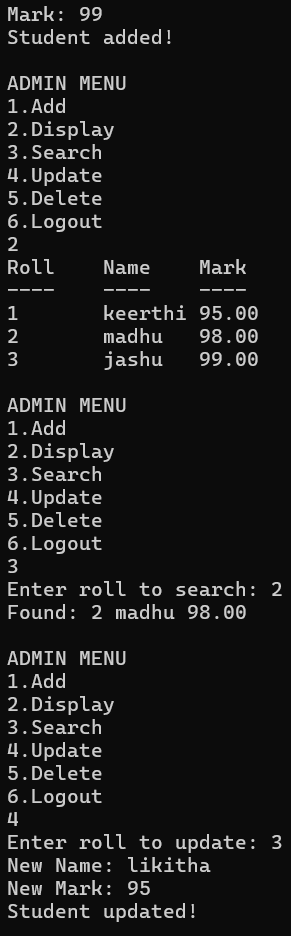 Mark: 99
Student added!

ADMIN MENU
1.Add
2.Display
3.Search
4.Update
5.Delete
6.Logout
2
Roll    Name    Mark
----    ----    ----
1       keerthi 95.00
2       madhu   98.00
3       jashu   99.00

ADMIN MENU
1.Add
2.Display
3.Search
4.Update
5.Delete
6.Logout
3
Enter roll to search: 2
Found: 2 madhu 98.00

ADMIN MENU
1.Add
2.Display
3.Search
4.Update
5.Delete
6.Logout
4
Enter roll to update: 3
New Name: likitha
New Mark: 95
Student updated!